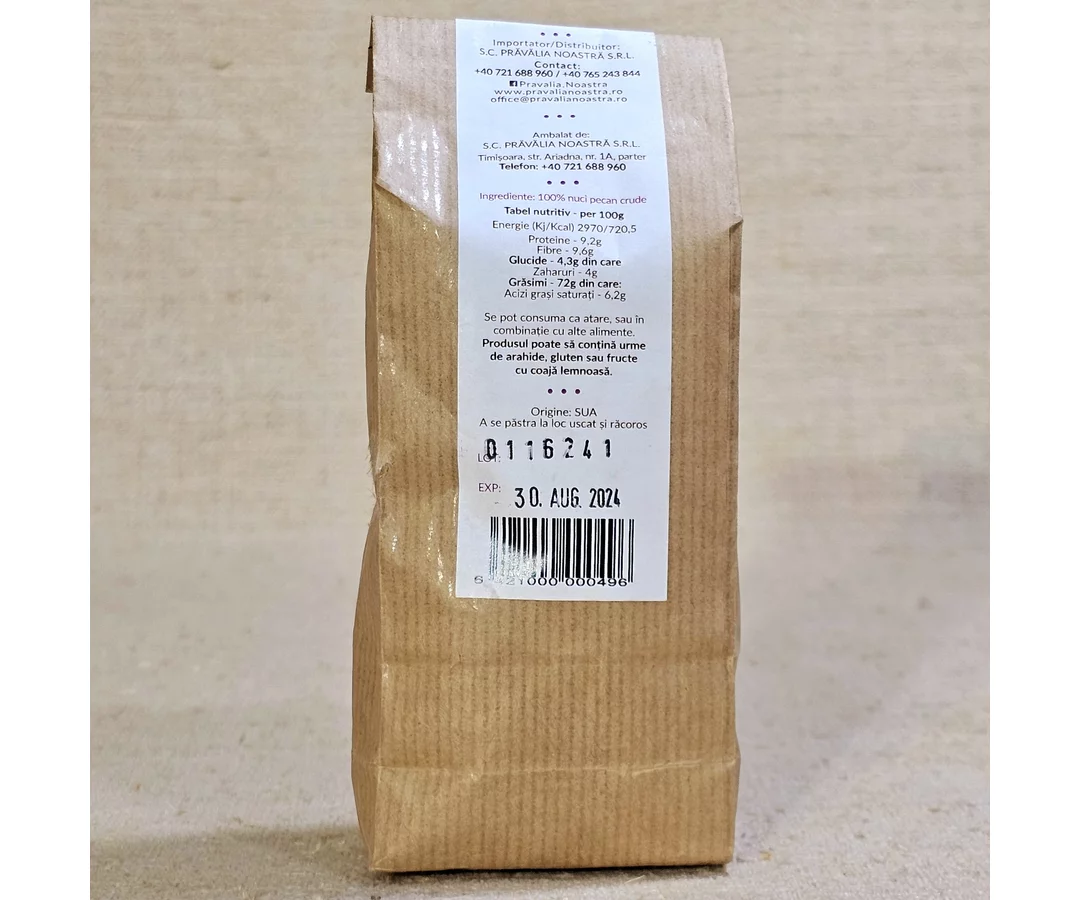 Importator/Distribuitor:
S.C. PRĂVĂLIA NOASTRĂ S.R.L.
Contact:
+40 721 688 960 / +40 765 243 844
Pravalia.Noastra
www.pravalianoastra.ro
office@pravalianoastra.ro
Ambalat de:
S.C. PRĂVĂLIA NOASTRĂ S.R.L.
Timișoara, str. Ariadna, nr. 1A, parter
Telefon: +40 721 688 960
Ingrediente: 100% nuci pecan crude
Tabel nutritiv - per 100g
Energie (Kj/Kcal) 2970/720,5
Proteine - 9,2g
Fibre - 9,6g
Glucide - 4,3g din care
Zaharuri - 4g
Grăsimi - 72g din care:
Acizi grași saturați - 6,2g
Se pot consuma ca atare, sau în
combinație cu alte alimente.
Produsul poate să conțină urme
de arahide, gluten sau fructe
cu coajă lemnoasă.
Origine: SUA
A se păstra la loc uscat și răcoros
LOT: 0116241
EXP: 30. AUG. 2024
000496